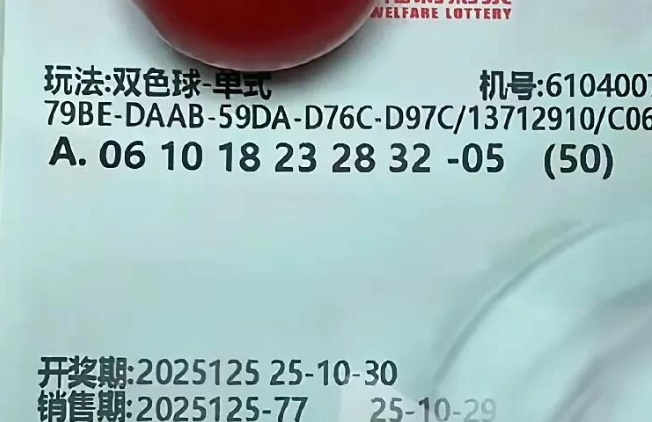 WELFARE LOTTERY
玩法:双色球-单式 机号:6104007
79BE-DAAB-59DA-D76C-D97C/13712910/C06
A. 06 10 18 23 28 32 -05 (50)
开奖期:2025125 25-10-30
销售期:2025125-77 25-10-29